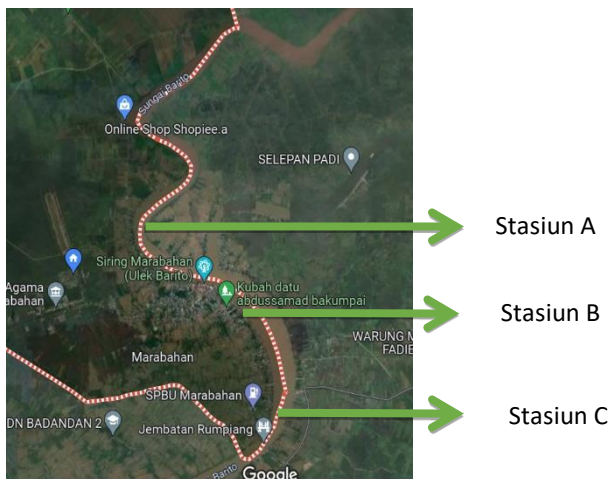 Sungai Barito
Online Shop Shopiee.a
SELEPAN PADI
Stasiun A
Siring Marabahan
(Ulek Barito)
Agama
abahan
Kubah datu
abdussamad bakumpai
Stasiun B
WARUNG M
FADIE
Marabahan
SPBU Marabahan
DN BADANDAN 2
Jembatan Rumpiang
Stasiun C
Barito
Google